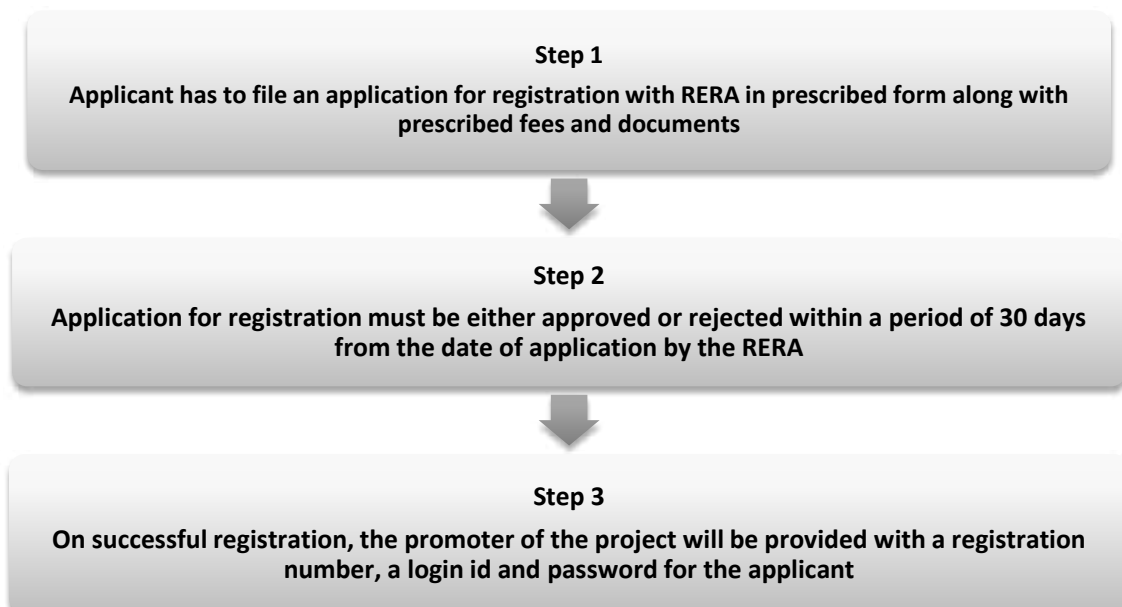 Step 1
Applicant has to file an application for registration with RERA in prescribed form along with
prescribed fees and documents
Step 2
Application for registration must be either approved or rejected within a period of 30 days
from the date of application by the RERA
Step 3
On successful registration, the promoter of the project will be provided with a registration
number, a login id and password for the applicant